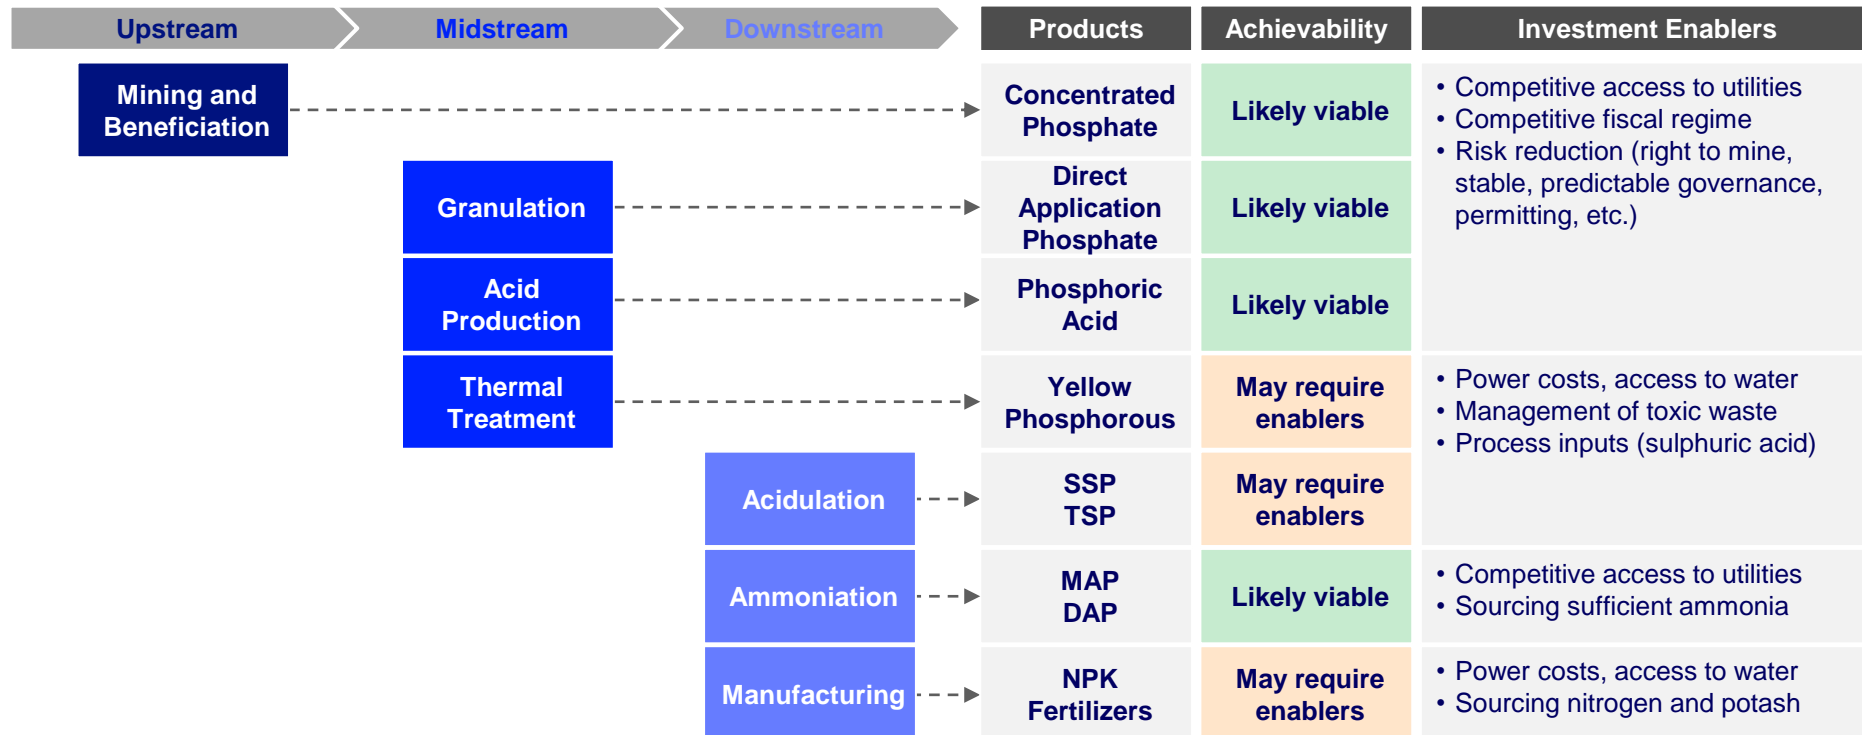 Upstream
Midstream
Downstream
Products
Achievability
Investment Enablers
Mining and
Beneficiation
Concentrated
Phosphate
Likely viable
• Competitive access to utilities
• Competitive fiscal regime
• Risk reduction (right to mine,
stable, predictable governance,
permitting, etc.)
Granulation
Direct
Application
Phosphate
Likely viable
Acid
Production
Phosphoric
Acid
Likely viable
Thermal
Treatment
Yellow
Phosphorous
May require
enablers
• Power costs, access to water
• Management of toxic waste
• Process inputs (sulphuric acid)
Acidulation
SSP
TSP
May require
enablers
Ammoniation
MAP
DAP
Likely viable
• Competitive access to utilities
• Sourcing sufficient ammonia
Manufacturing
NPK
Fertilizers
May require
enablers
• Power costs, access to water
• Sourcing nitrogen and potash